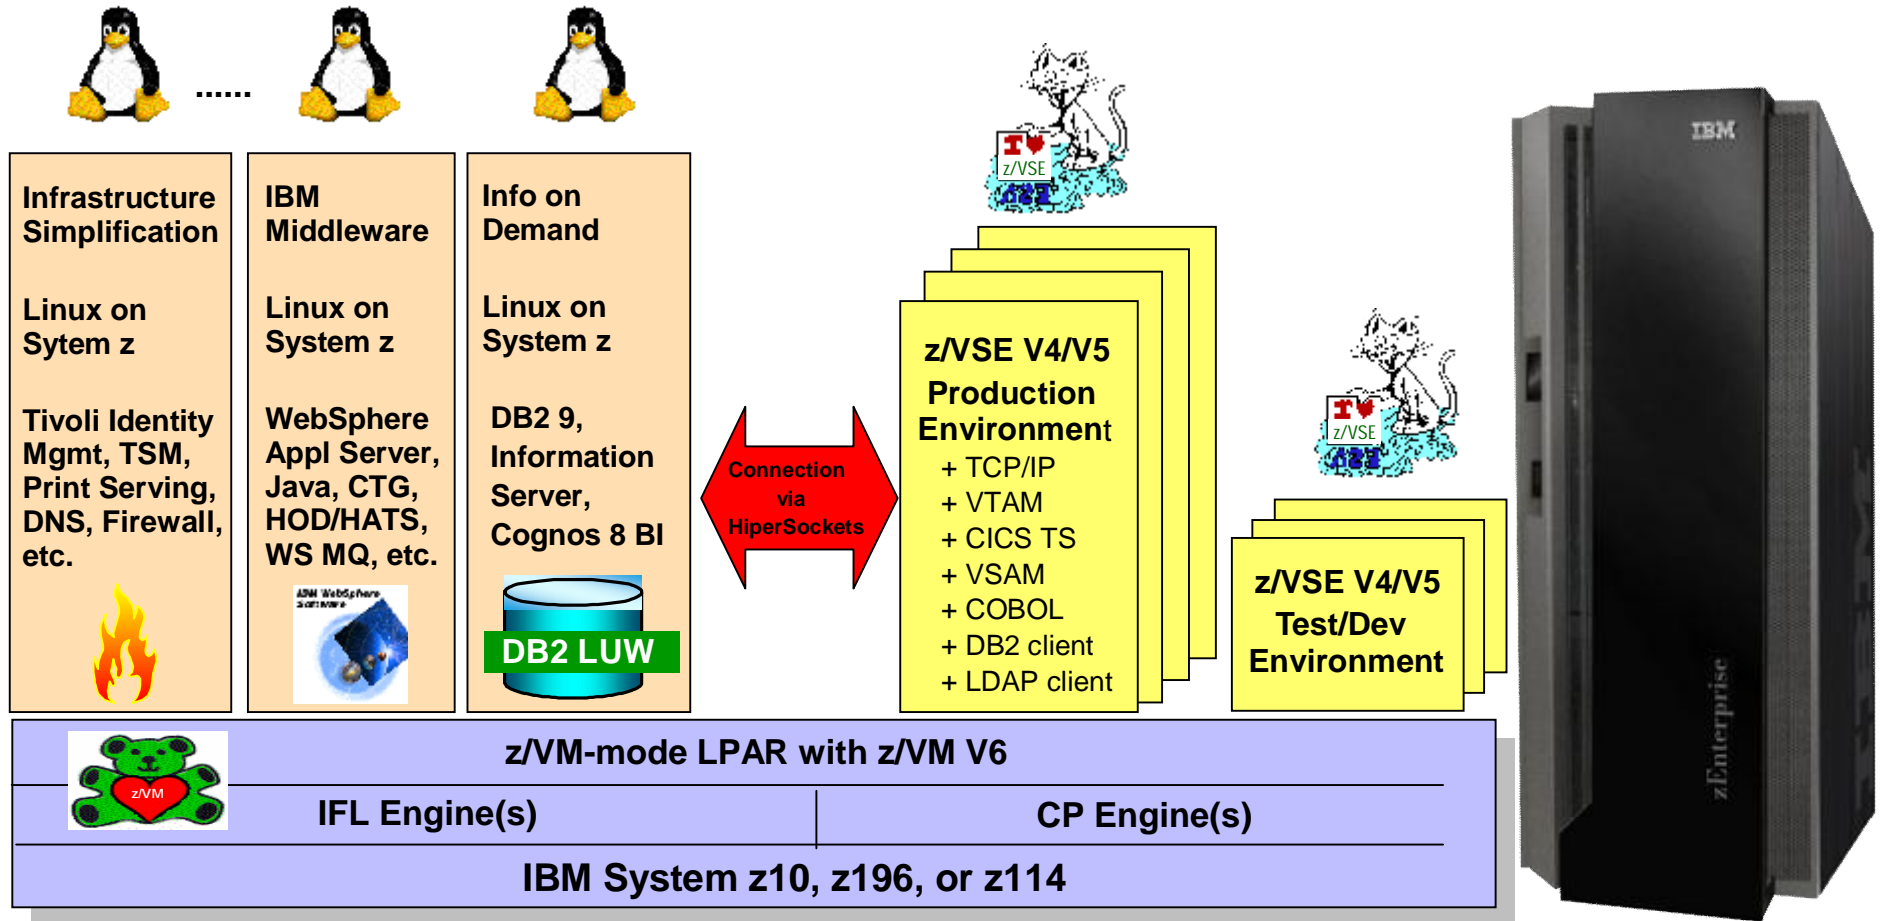 ......
Infrastructure
Simplification
Linux on
Sytem z
Tivoli Identity
Mgmt, TSM,
Print Serving,
DNS, Firewall,
etc.
IBM
Middleware
Linux on
System z
WebSphere
Appl Server,
Java, CTG,
HOD/HATS,
WS MQ, etc.
IBM WebSphere
Software
Info on
Demand
Linux on
System z
DB2 9,
Information
Server,
Cognos 8 BI
DB2 LUW
Connection
via
HiperSockets
I ♥
z/VSE
z/VSE V4/V5
Production
Environment
+ TCP/IP
+ VTAM
+ CICS TS
+ VSAM
+ COBOL
+ DB2 client
+ LDAP client
I ♥
z/VSE
z/VSE V4/V5
Test/Dev
Environment
z/VM
z/VM-mode LPAR with z/VM V6
IFL Engine(s)
CP Engine(s)
IBM System z10, z196, or z114
IBM
zEnterprise